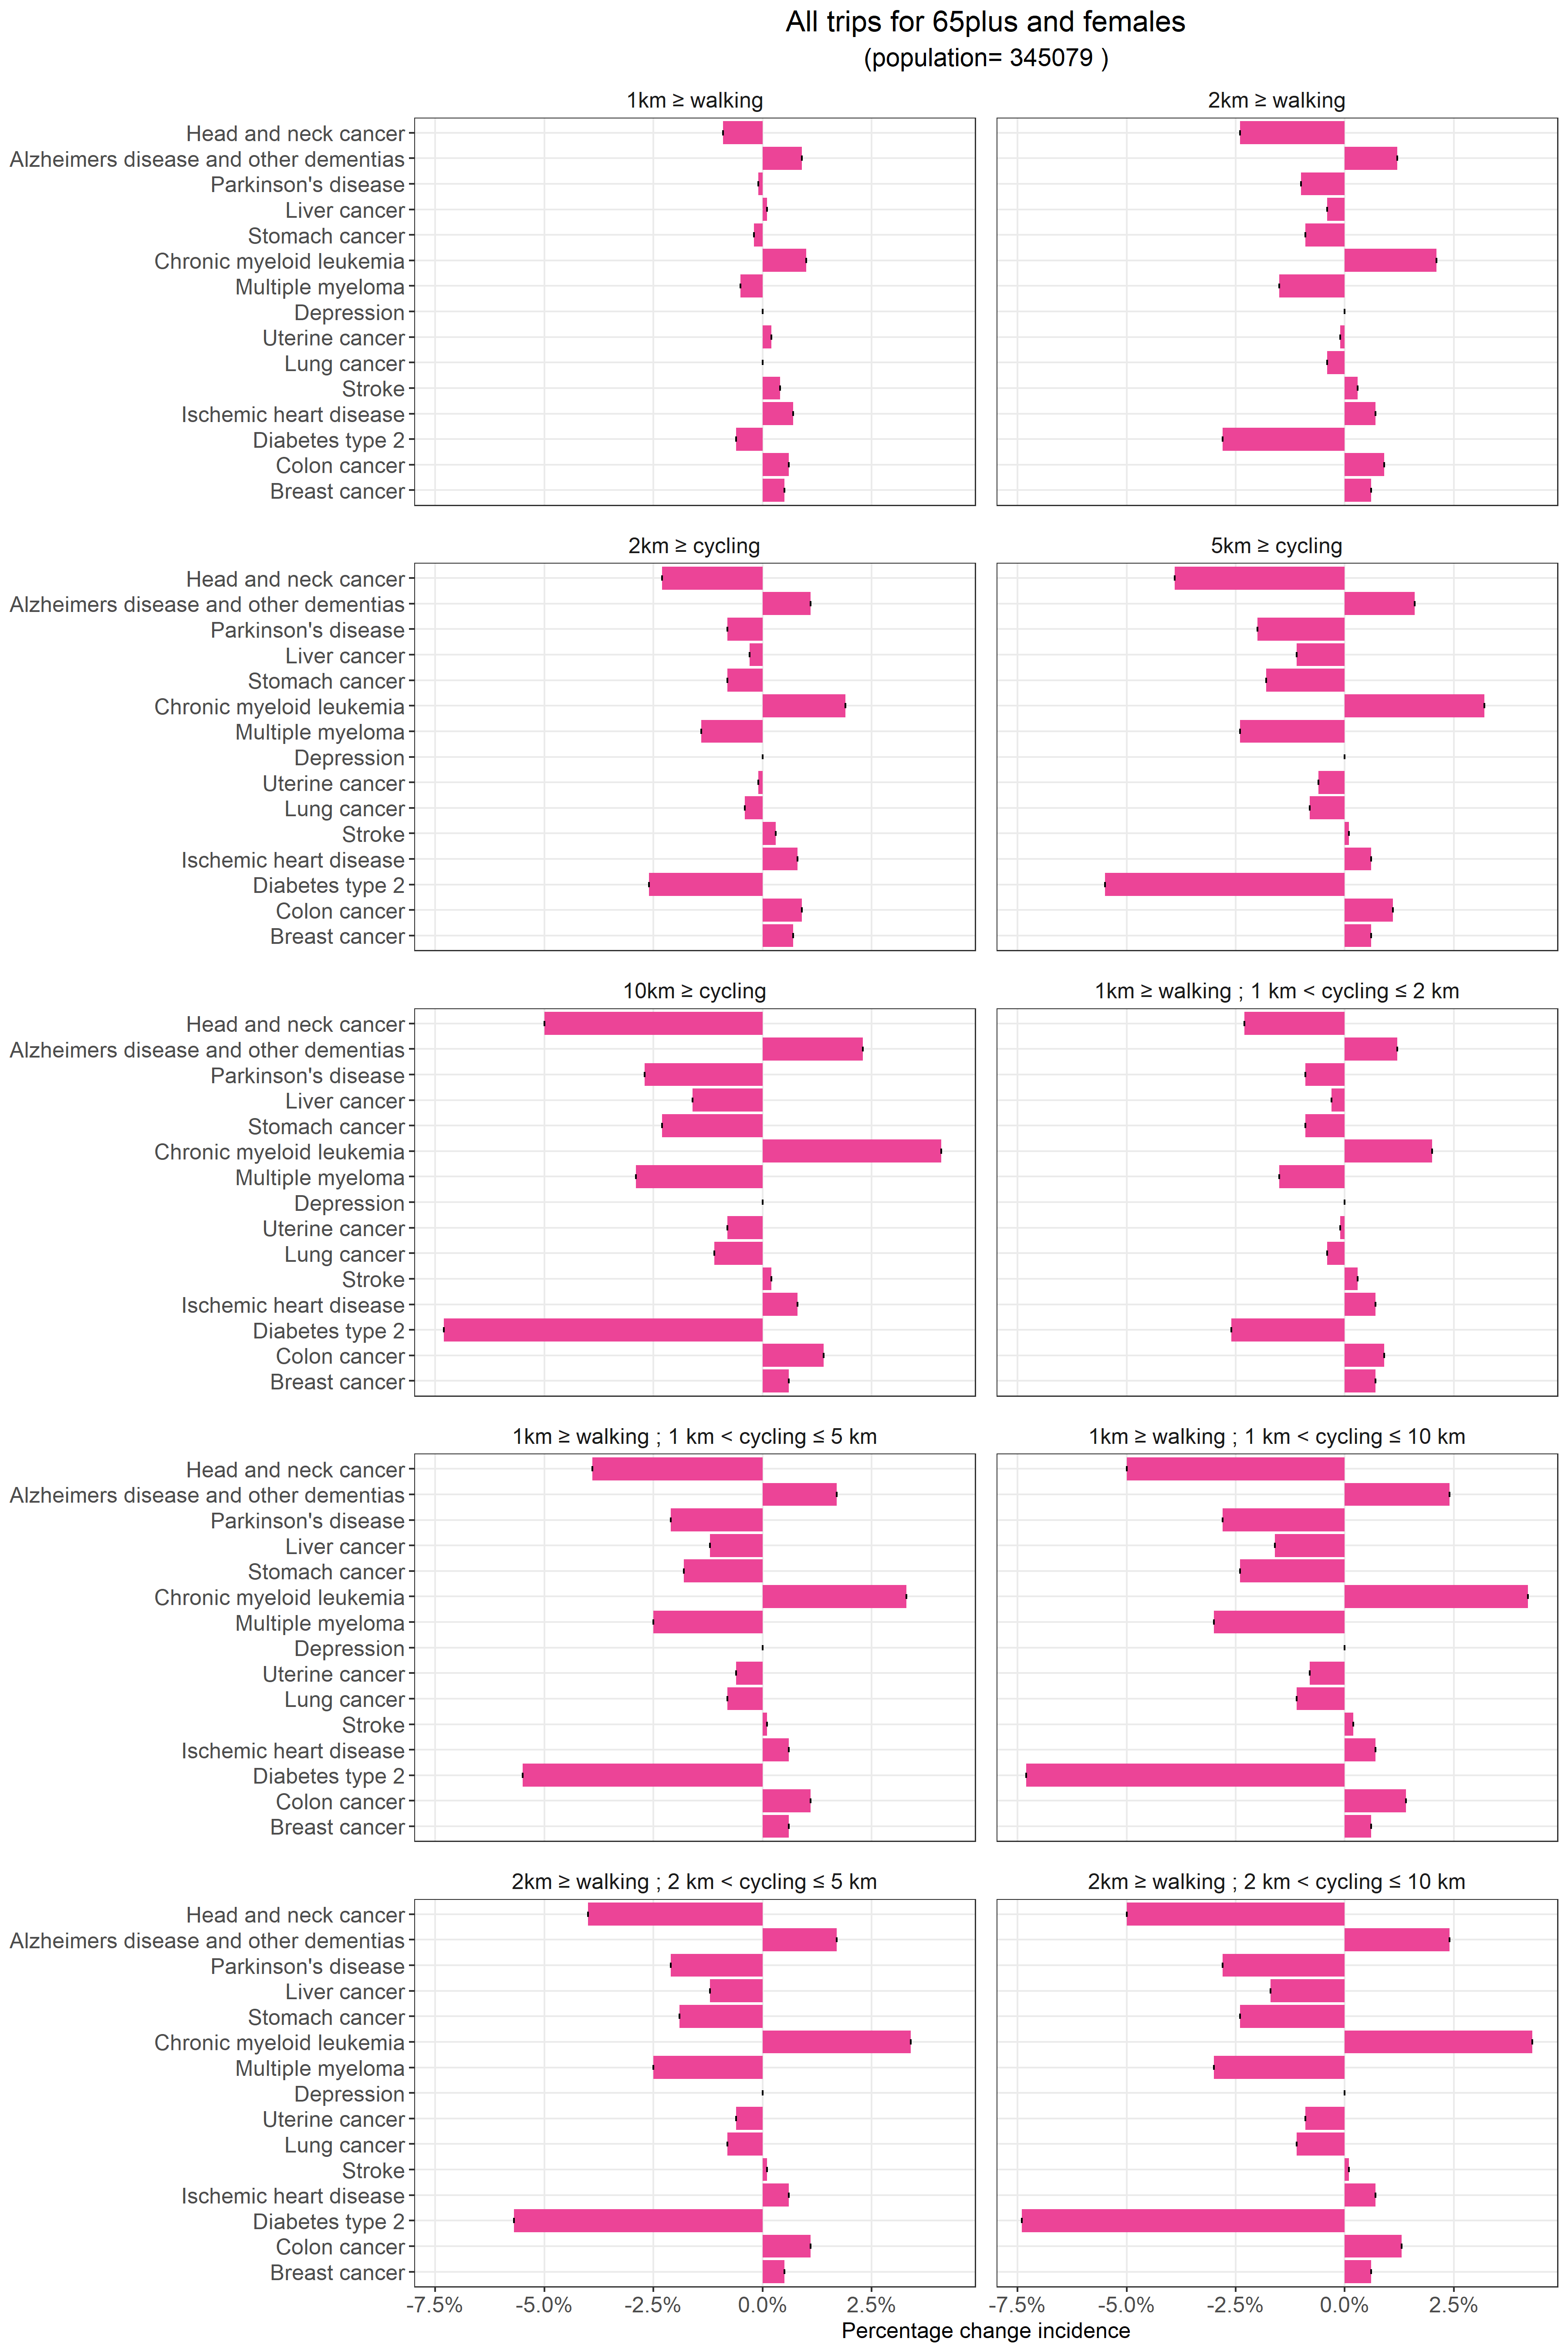 All trips for 65plus and females
(population= 345079 )
1km ≥ walking
2km ≥ walking
Head and neck cancer
Alzheimers disease and other dementias
Parkinson's disease
Liver cancer
Stomach cancer
Chronic myeloid leukemia
Multiple myeloma
Depression
Uterine cancer
Lung cancer
Stroke
Ischemic heart disease
Diabetes type 2
Colon cancer
Breast cancer
2km ≥ cycling
5km ≥ cycling
Head and neck cancer
Alzheimers disease and other dementias
Parkinson's disease
Liver cancer
Stomach cancer
Chronic myeloid leukemia
Multiple myeloma
Depression
Uterine cancer
Lung cancer
Stroke
Ischemic heart disease
Diabetes type 2
Colon cancer
Breast cancer
10km ≥ cycling
1km ≥ walking ; 1 km < cycling ≤ 2 km
Head and neck cancer
Alzheimers disease and other dementias
Parkinson's disease
Liver cancer
Stomach cancer
Chronic myeloid leukemia
Multiple myeloma
Depression
Uterine cancer
Lung cancer
Stroke
Ischemic heart disease
Diabetes type 2
Colon cancer
Breast cancer
1km ≥ walking ; 1 km < cycling ≤ 5 km
1km ≥ walking ; 1 km < cycling ≤ 10 km
Head and neck cancer
Alzheimers disease and other dementias
Parkinson's disease
Liver cancer
Stomach cancer
Chronic myeloid leukemia
Multiple myeloma
Depression
Uterine cancer
Lung cancer
Stroke
Ischemic heart disease
Diabetes type 2
Colon cancer
Breast cancer
2km ≥ walking ; 2 km < cycling ≤ 5 km
2km ≥ walking ; 2 km < cycling ≤ 10 km
Head and neck cancer
Alzheimers disease and other dementias
Parkinson's disease
Liver cancer
Stomach cancer
Chronic myeloid leukemia
Multiple myeloma
Depression
Uterine cancer
Lung cancer
Stroke
Ischemic heart disease
Diabetes type 2
Colon cancer
Breast cancer
-7.5% -5.0% -2.5% 0.0% 2.5% -7.5% -5.0% -2.5% 0.0% 2.5%
Percentage change incidence